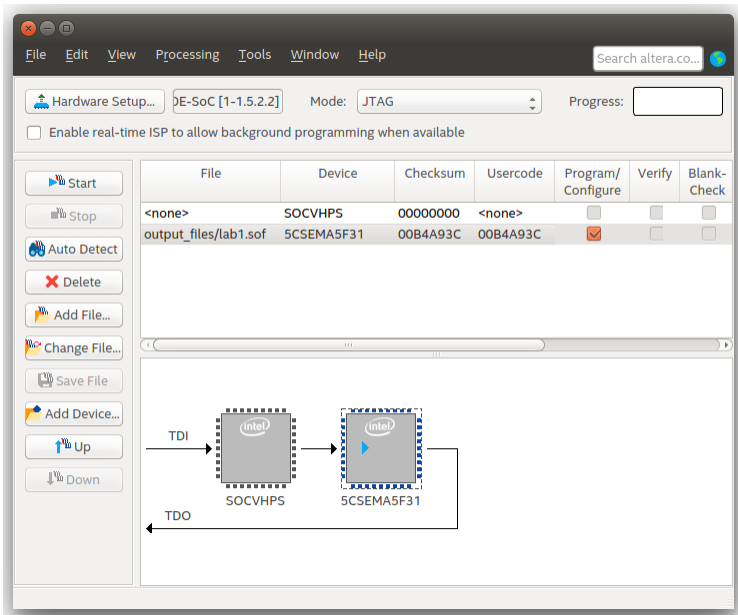 File Edit View Processing Tools Window Help Search altera.co...
Hardware Setup... DE-SoC [1-1.5.2.2] Mode: JTAG Progress:
Enable real-time ISP to allow background programming when available
Start
Stop
Auto Detect
Delete
Add File...
Change File...
Save File
Add Device...
Up
Down
File Device Checksum Usercode Program/ Verify Blank-
Configure Check
<none> SOCVHPS 00000000 <none>
output_files/lab1.sof 5CSEMA5F31 00B4A93C 00B4A93C
intel intel
TDI
SOCVHPS 5CSEMA5F31
TDO